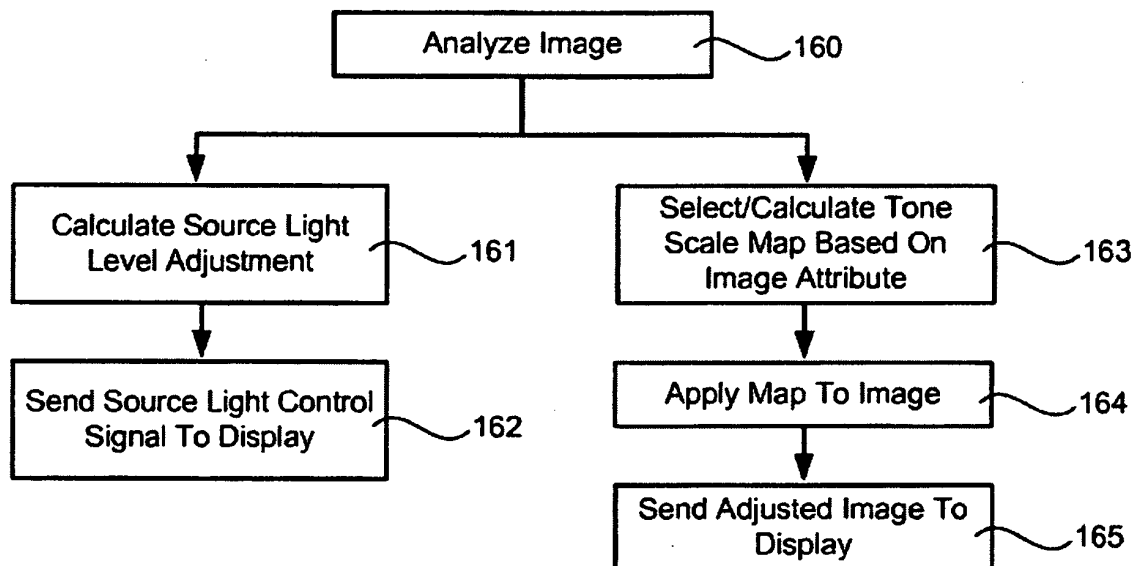 Analyze Image
160
Calculate Source Light
Level Adjustment
161
Select/Calculate Tone
Scale Map Based On
Image Attribute
163
Send Source Light Control
Signal To Display
162
Apply Map To Image
164
Send Adjusted Image To
Display
165